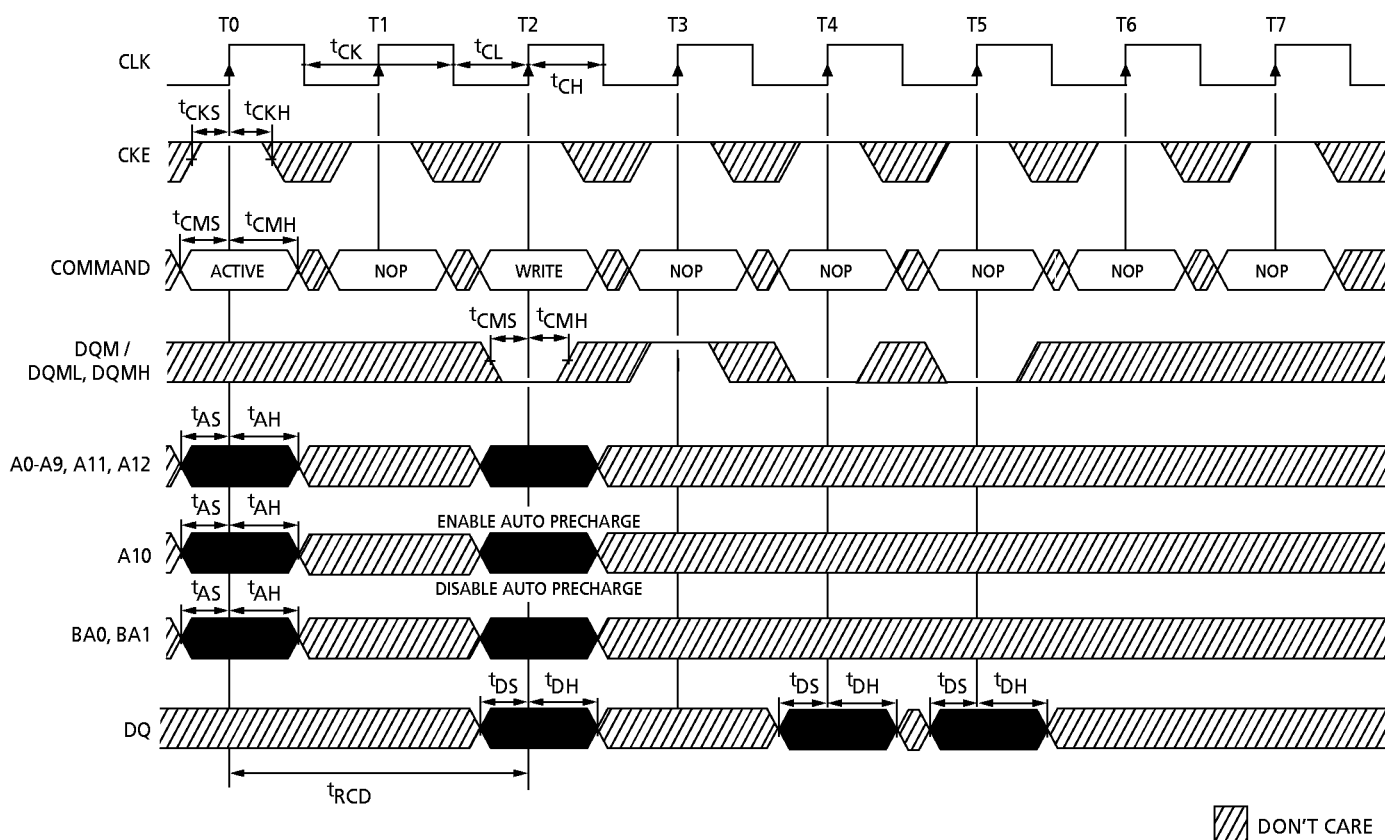 T0 T1 T2 T3 T4 T5 T6 T7
CLK
tCK tCL
tCH
tCKS tCKH
CKE
tCMS tCMH
COMMAND ACTIVE NOP WRITE NOP NOP NOP NOP NOP
tCMS tCMH
DQM /
DQML, DQMH
tAS tAH
A0-A9, A11, A12
tAS tAH
ENABLE AUTO PRECHARGE
A10
DISABLE AUTO PRECHARGE
tAS tAH
BA0, BA1
tDS tDH tDS tDH tDS tDH
DQ
tRCD
DON'T CARE